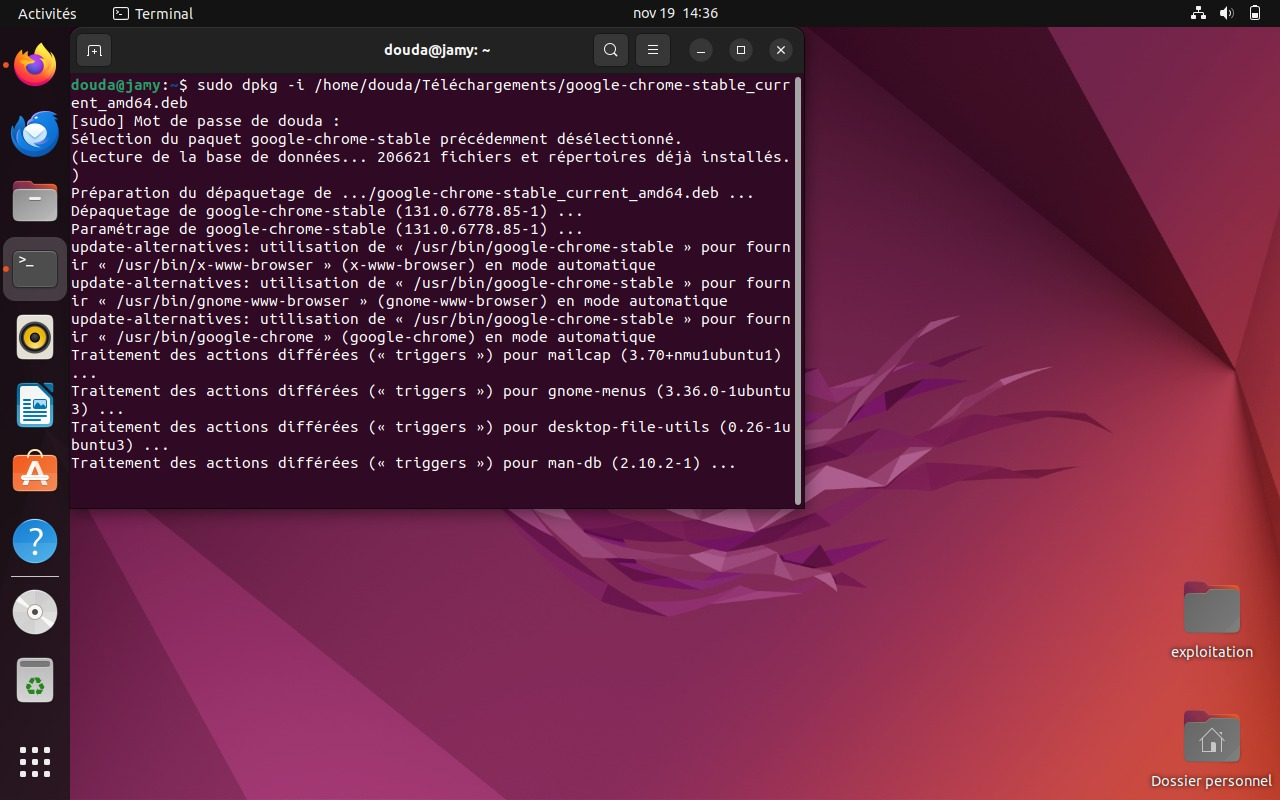 Activités
Terminal
nov 19 14:36
douda@jamy: ~
douda@jamy:~$ sudo dpkg -i /home/douda/Téléchargements/google-chrome-stable_curr
ent_amd64.deb
[sudo] Mot de passe de douda :
Sélection du paquet google-chrome-stable précédemment désélectionné.
(Lecture de la base de données... 206621 fichiers et répertoires déjà installés.
)
Préparation du dépaquetage de .../google-chrome-stable_current_amd64.deb ...
Dépaquetage de google-chrome-stable (131.0.6778.85-1) ...
Paramétrage de google-chrome-stable (131.0.6778.85-1) ...
update-alternatives: utilisation de « /usr/bin/google-chrome-stable » pour fourn
ir « /usr/bin/x-www-browser » (x-www-browser) en mode automatique
update-alternatives: utilisation de « /usr/bin/google-chrome-stable » pour fourn
ir « /usr/bin/gnome-www-browser » (gnome-www-browser) en mode automatique
update-alternatives: utilisation de « /usr/bin/google-chrome-stable » pour fourn
ir « /usr/bin/google-chrome » (google-chrome) en mode automatique
Traitement des actions différées (« triggers ») pour mailcap (3.70+nmu1ubuntu1)
...
Traitement des actions différées (« triggers ») pour gnome-menus (3.36.0-1ubuntu
3) ...
Traitement des actions différées (« triggers ») pour desktop-file-utils (0.26-1u
buntu3) ...
Traitement des actions différées (« triggers ») pour man-db (2.10.2-1) ...
exploitation
Dossier personnel